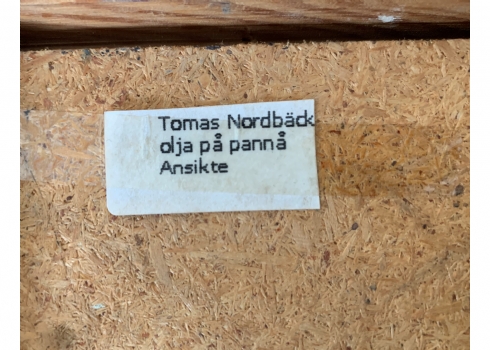 Tomas Nordbäck
olja på pannå
Ansikte